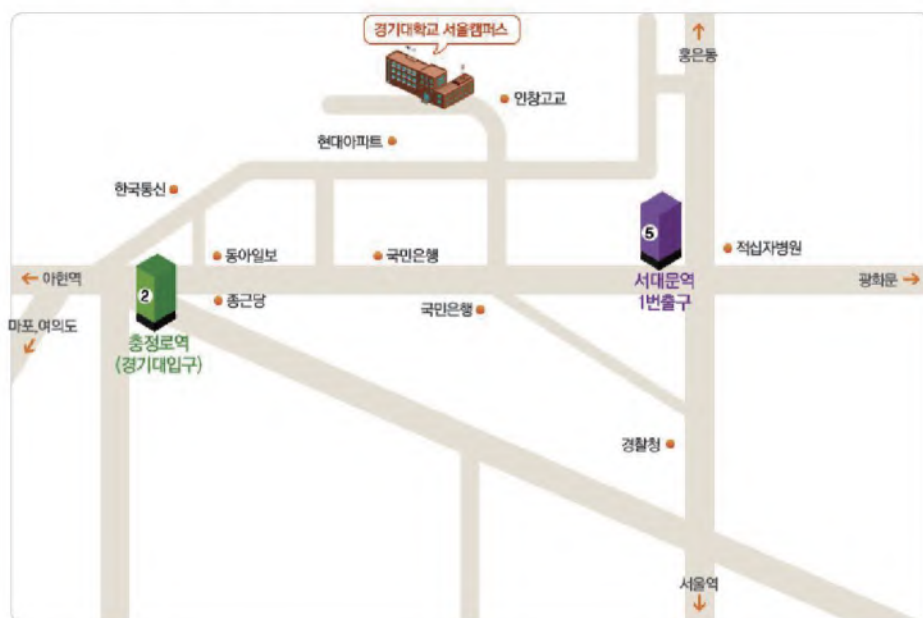 경기대학교 서울캠퍼스
홍은동
인창고교
현대아파트
한국통신
동아일보
국민은행
5
적십자병원
아현역
2
종근당
국민은행
서대문역
1번출구
광화문
마포,여의도
충정로역
(경기대입구)
경찰청
서울역